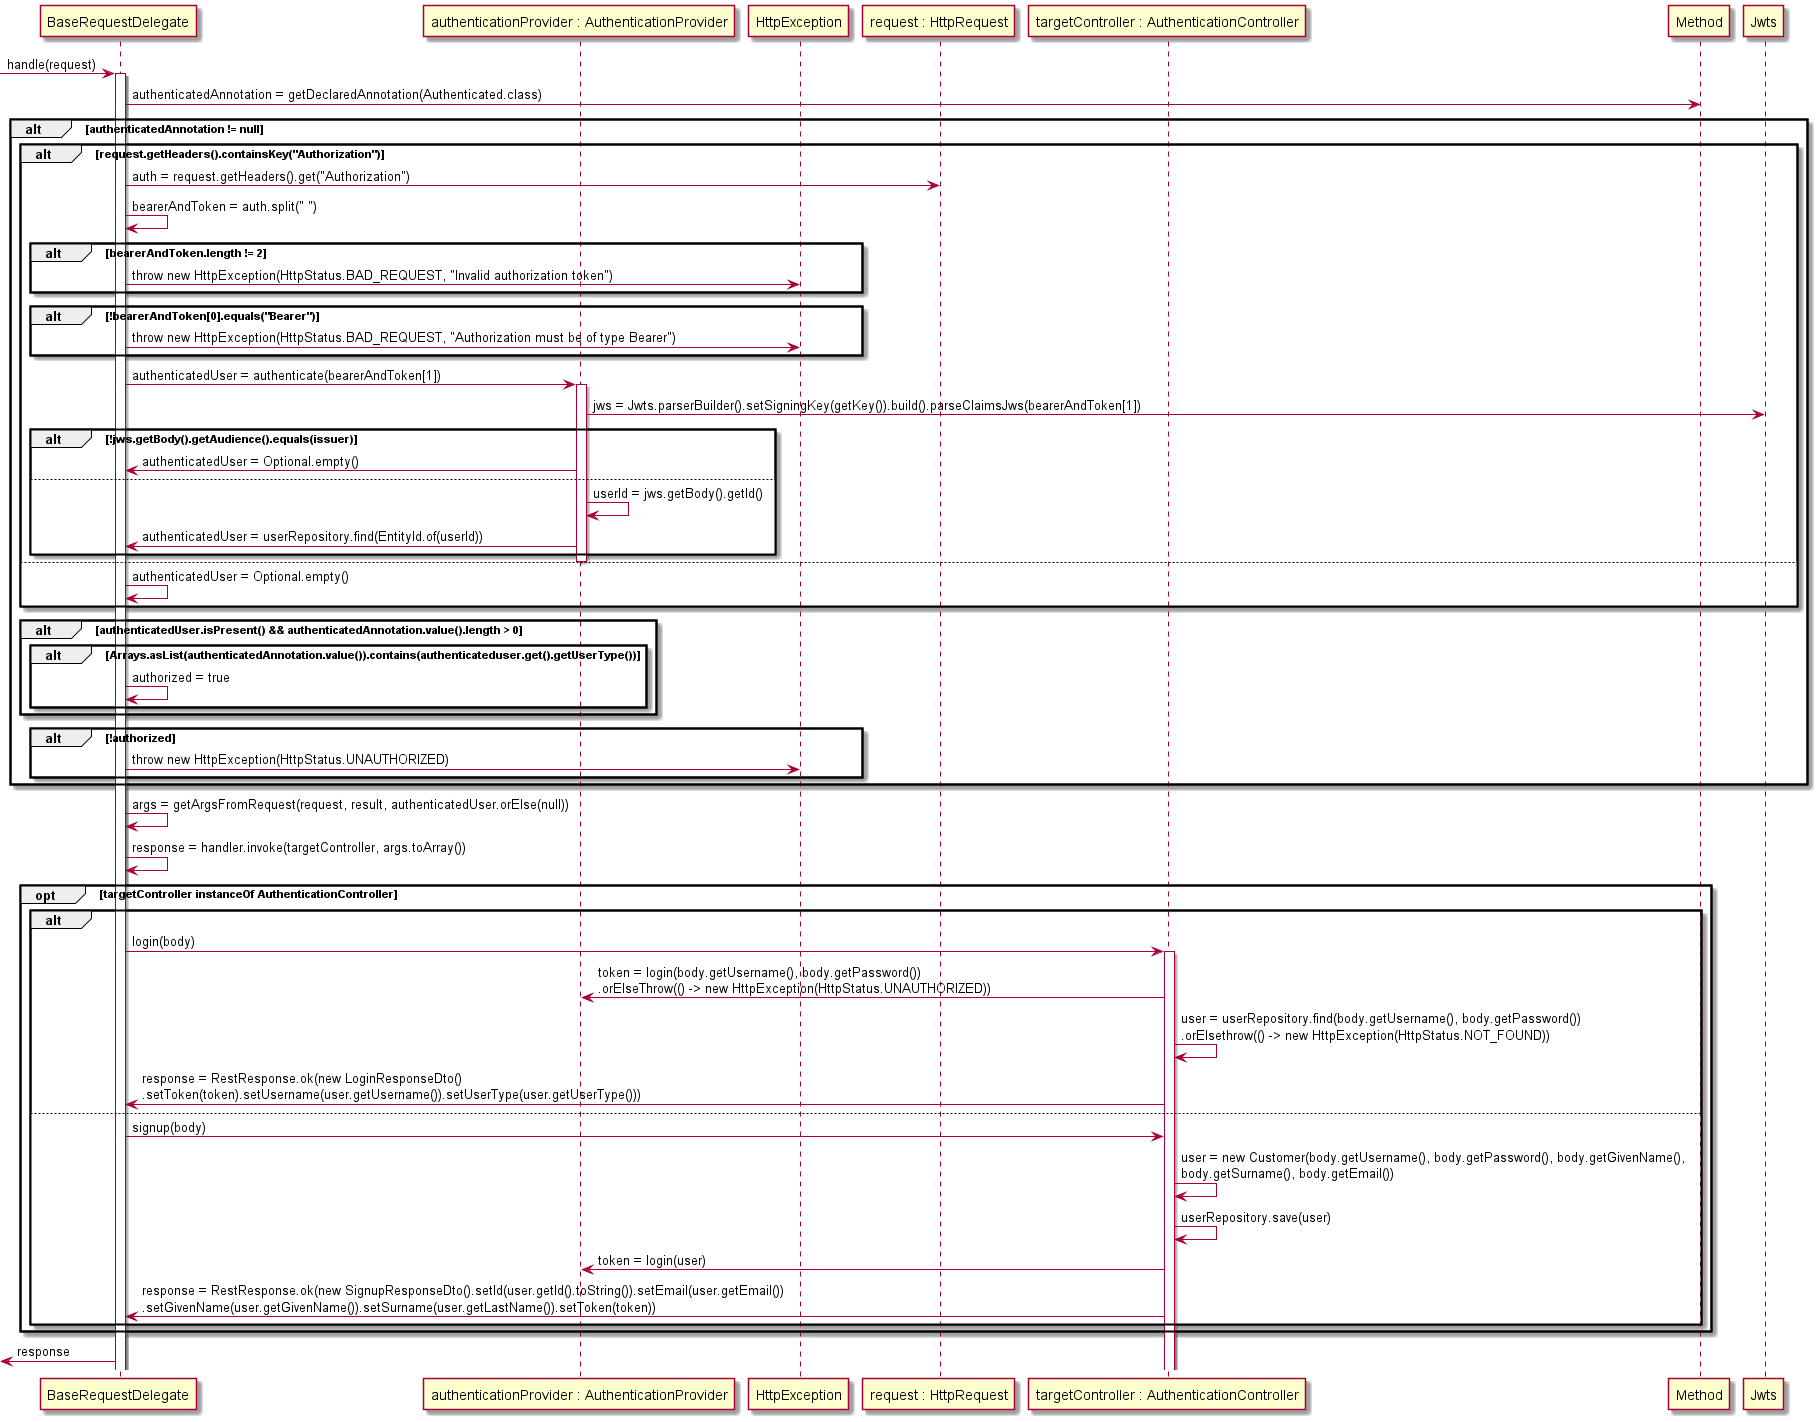 BaseRequestDelegate
authenticationProvider : AuthenticationProvider
HttpException
request : HttpRequest
targetController : AuthenticationController
Method
Jwts
handle(request)
authenticatedAnnotation = getDeclaredAnnotation(Authenticated.class)
alt [authenticatedAnnotation != null]
alt [request.getHeaders().containsKey("Authorization")]
auth = request.getHeaders().get("Authorization")
bearerAndToken = auth.split(" ")
alt [bearerAndToken.length != 2]
throw new HttpException(HttpStatus.BAD_REQUEST, "Invalid authorization token")
alt [!bearerAndToken[0].equals("Bearer")]
throw new HttpException(HttpStatus.BAD_REQUEST, "Authorization must be of type Bearer")
authenticatedUser = authenticate(bearerAndToken[1])
jws = Jwts.parserBuilder().setSigningKey(getKey()).build().parseClaimsJws(bearerAndToken[1])
alt [!jws.getBody().getAudience().equals(issuer)]
authenticatedUser = Optional.empty()
userId = jws.getBody().getId()
authenticatedUser = userRepository.find(EntityId.of(userId))
authenticatedUser = Optional.empty()
alt [authenticatedUser.isPresent() && authenticatedAnnotation.value().length > 0]
alt [Arrays.asList(authenticatedAnnotation.value()).contains(authenticateduser.get().getUserType())]
authorized = true
alt [!authorized]
throw new HttpException(HttpStatus.UNAUTHORIZED)
args = getArgsFromRequest(request, result, authenticatedUser.orElse(null))
response = handler.invoke(targetController, args.toArray())
opt [targetController instanceOf AuthenticationController]
alt
login(body)
token = login(body.getUsername(), body.getPassword())
.orElseThrow(() -> new HttpException(HttpStatus.UNAUTHORIZED))
user = userRepository.find(body.getUsername(), body.getPassword())
.orElsethrow(() -> new HttpException(HttpStatus.NOT_FOUND))
response = RestResponse.ok(new LoginResponseDto()
.setToken(token).setUsername(user.getUsername()).setUserType(user.getUserType()))
signup(body)
user = new Customer(body.getUsername(), body.getPassword(), body.getGivenName(),
body.getSurname(), body.getEmail())
userRepository.save(user)
token = login(user)
response = RestResponse.ok(new SignupResponseDto().setId(user.getId().toString()).setEmail(user.getEmail())
.setGivenName(user.getGivenName()).setSurname(user.getLastName()).setToken(token))
response
BaseRequestDelegate
authenticationProvider : AuthenticationProvider
HttpException
request : HttpRequest
targetController : AuthenticationController
Method
Jwts